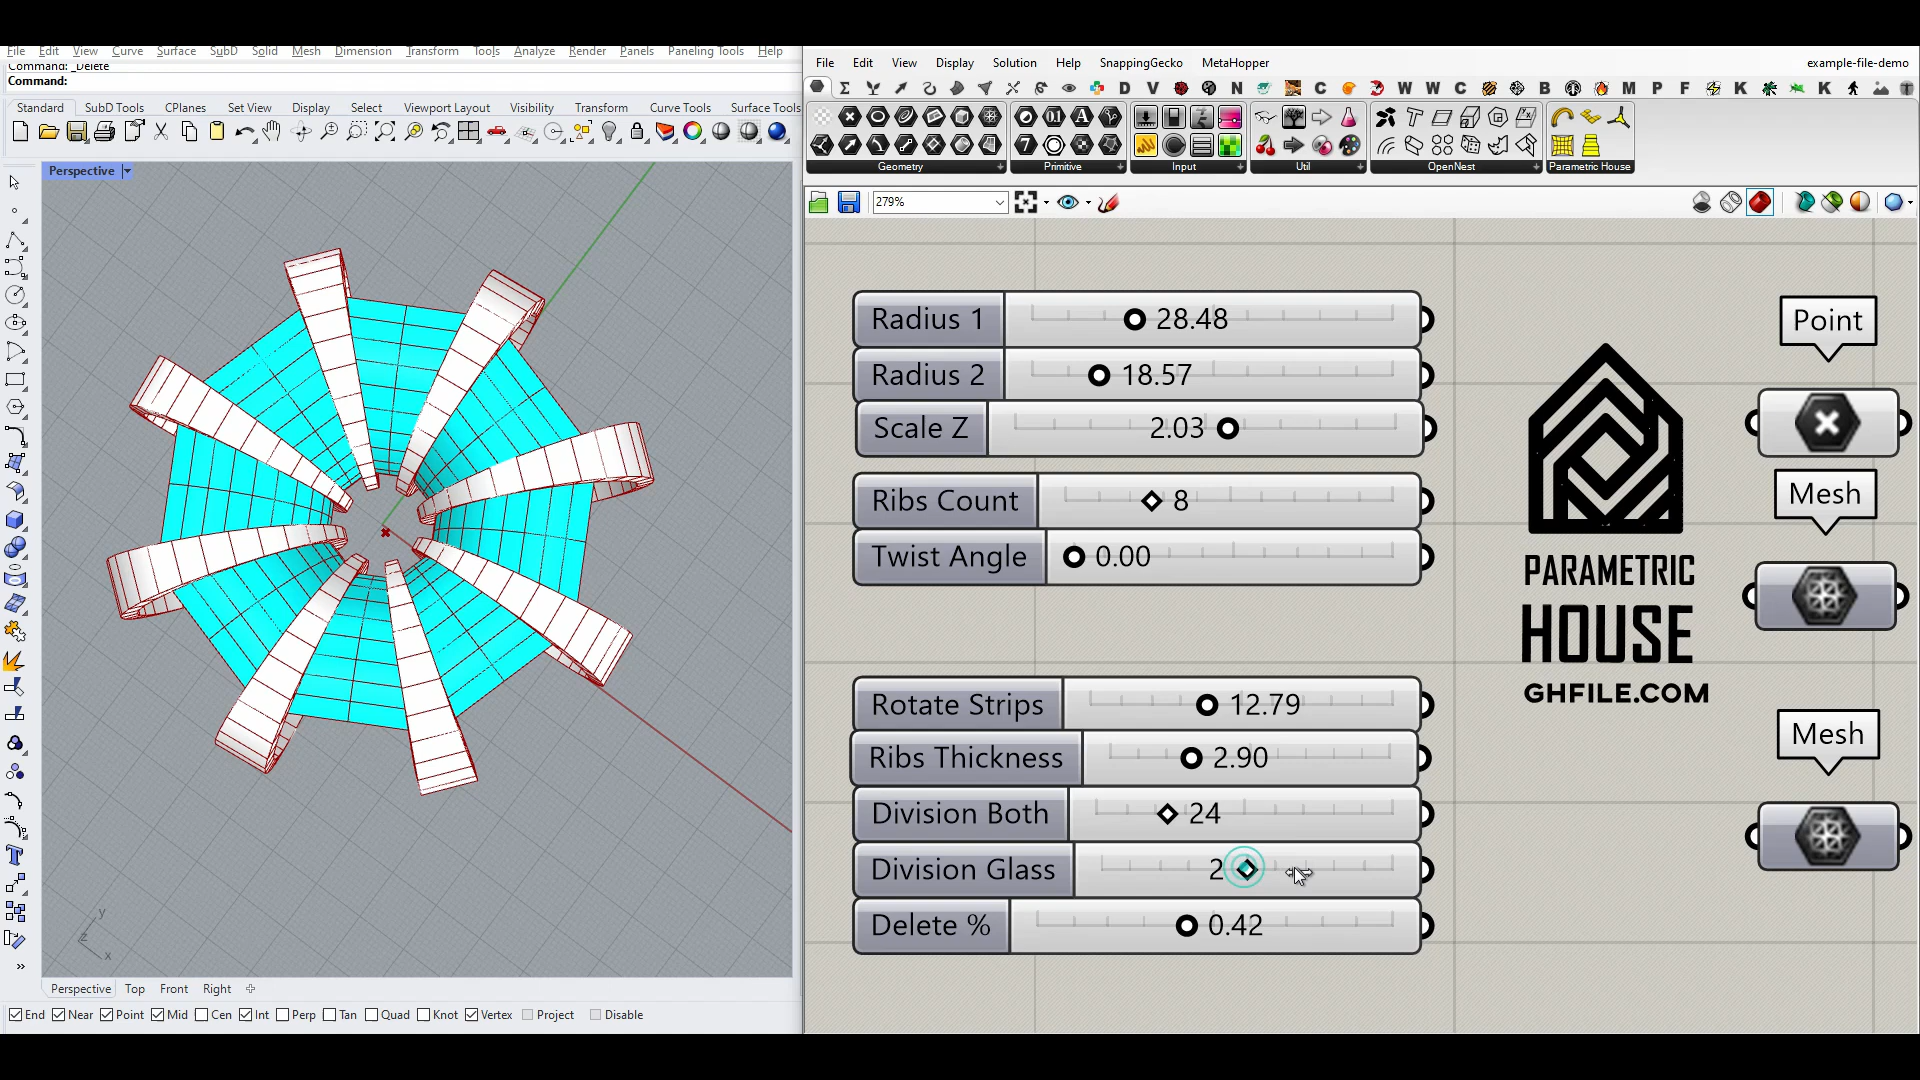 File Edit View Curve Surface SubD Solid Mesh Dimension Transform Tools Analyze Render Panels Paneling Tools Help
Command: _Delete
Command:
Standard SubD Tools CPlanes Set View Display Select Viewport Layout Visibility Transform Curve Tools Surface Tools
Perspective
y
z
x
Perspective Top Front Right
End Near Point Mid Cen Int Perp Tan Quad Knot Vertex Project Disable
File Edit View Display Solution Help SnappingGecko MetaHopper example-file-demo
D V N C C W W C B M P F K K
Geometry Primitive Input Util OpenNest Parametric House
279%
Radius 1 28.48
Radius 2 18.57
Scale Z 2.03
Ribs Count 8
Twist Angle 0.00
Rotate Strips 12.79
Ribs Thickness 2.90
Division Both 24
Division Glass 2
Delete % 0.42
PARAMETRIC
HOUSE
GHFILE.COM
Point
Mesh
Mesh